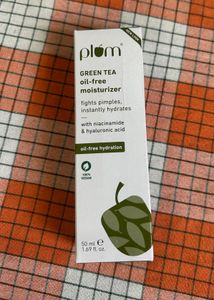 plum®
GREEN TEA
oil-free
moisturizer
fights pimples,
instantly hydrates
with niacinamide
& hyaluronic acid
oil-free hydration
100%
VEGAN
50 ml ℮
1.69 fl. oz.